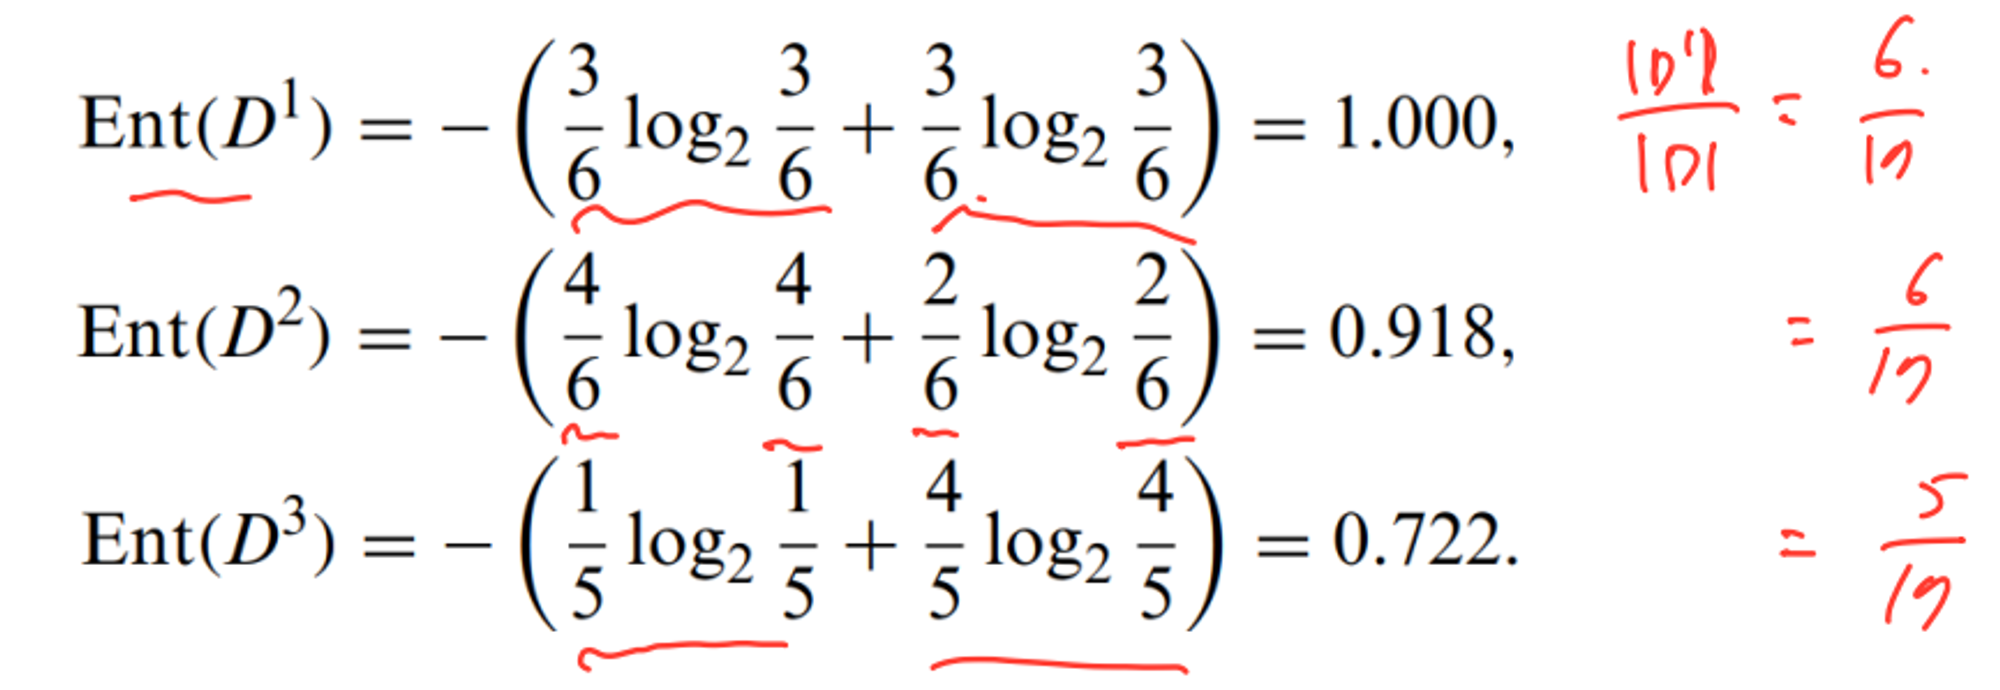 Ent(D¹) = −(3/6 log₂ 3/6 + 3/6 log₂ 3/6) = 1.000, |D¹|/|D| = 6/17
Ent(D²) = −(4/6 log₂ 4/6 + 2/6 log₂ 2/6) = 0.918, = 6/17
Ent(D³) = −(1/5 log₂ 1/5 + 4/5 log₂ 4/5) = 0.722. = 5/17